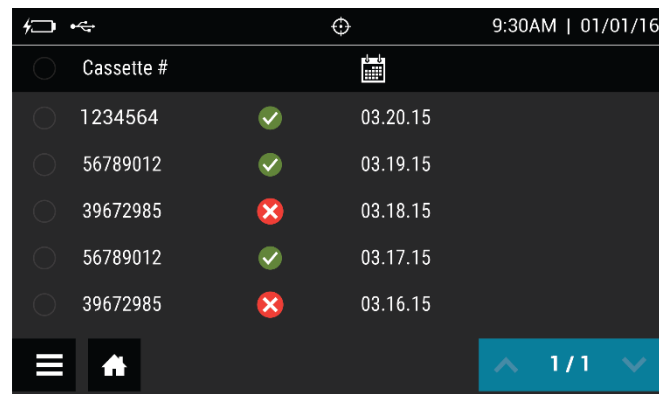 9:30AM | 01/01/16
Cassette #
1234564 03.20.15
56789012 03.19.15
39672985 03.18.15
56789012 03.17.15
39672985 03.16.15
1 / 1